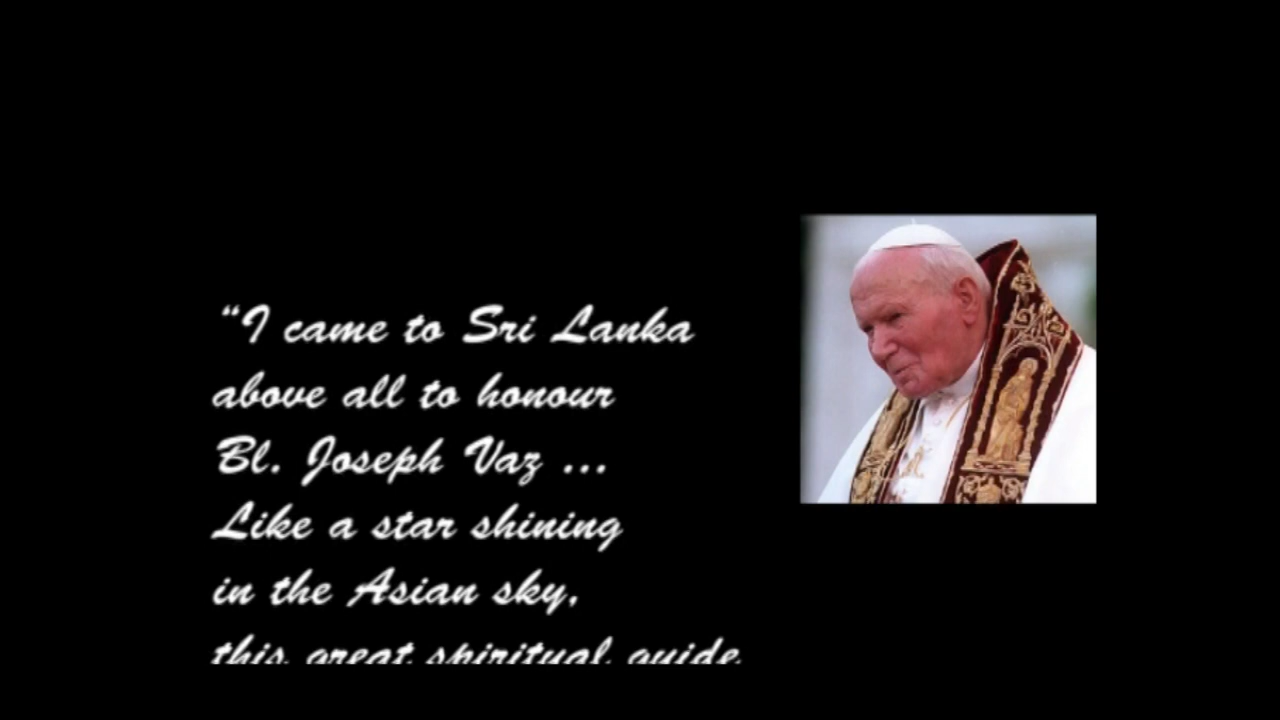 “I came to Sri Lanka
above all to honour
Bl. Joseph Vaz ...
Like a star shining
in the Asian sky,
this great spiritual guide